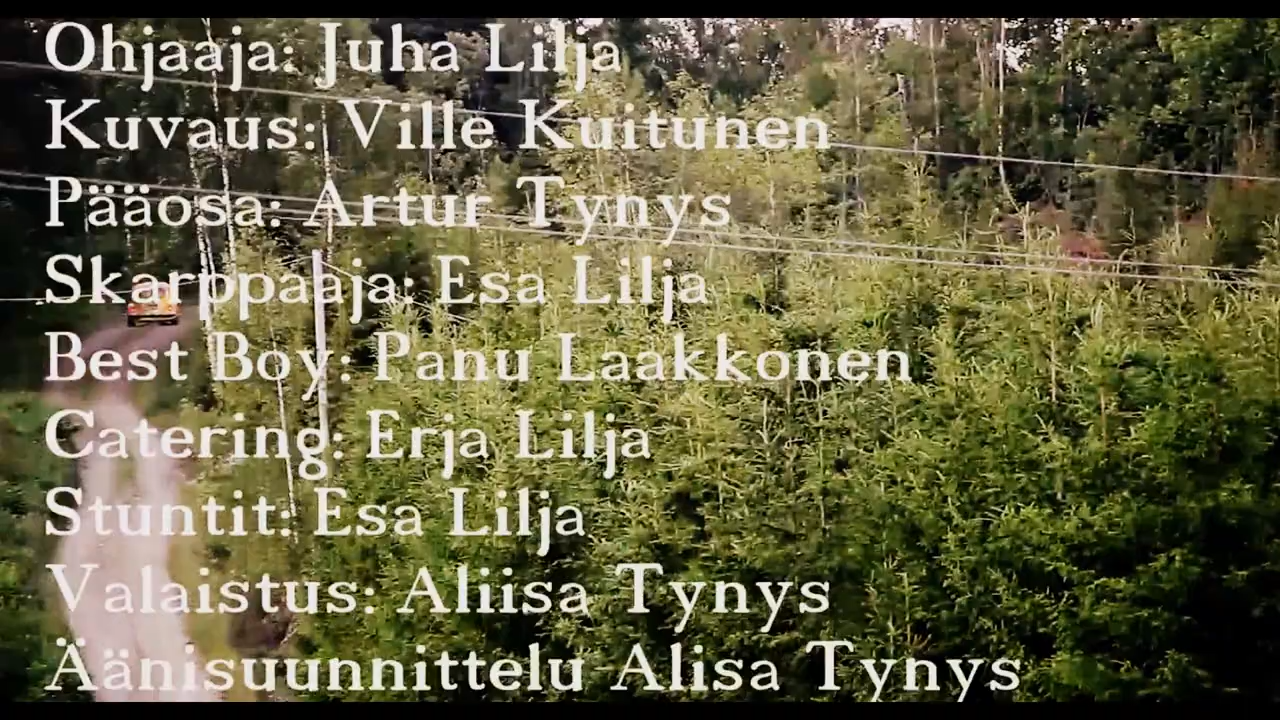 Ohjaaja: Juha Lilja
Kuvaus: Ville Kuitunen
Pääosa: Artur Tynys
Skarppaaja: Esa Lilja
Best Boy: Panu Laakkonen
Catering: Erja Lilja
Stuntit: Esa Lilja
Valaistus: Aliisa Tynys
Äänisuunnittelu Alisa Tynys